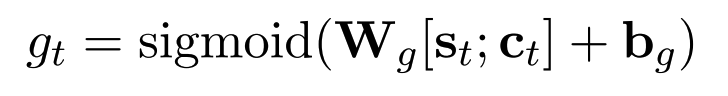 g_t = sigmoid(W_g[s_t; c_t] + b_g)